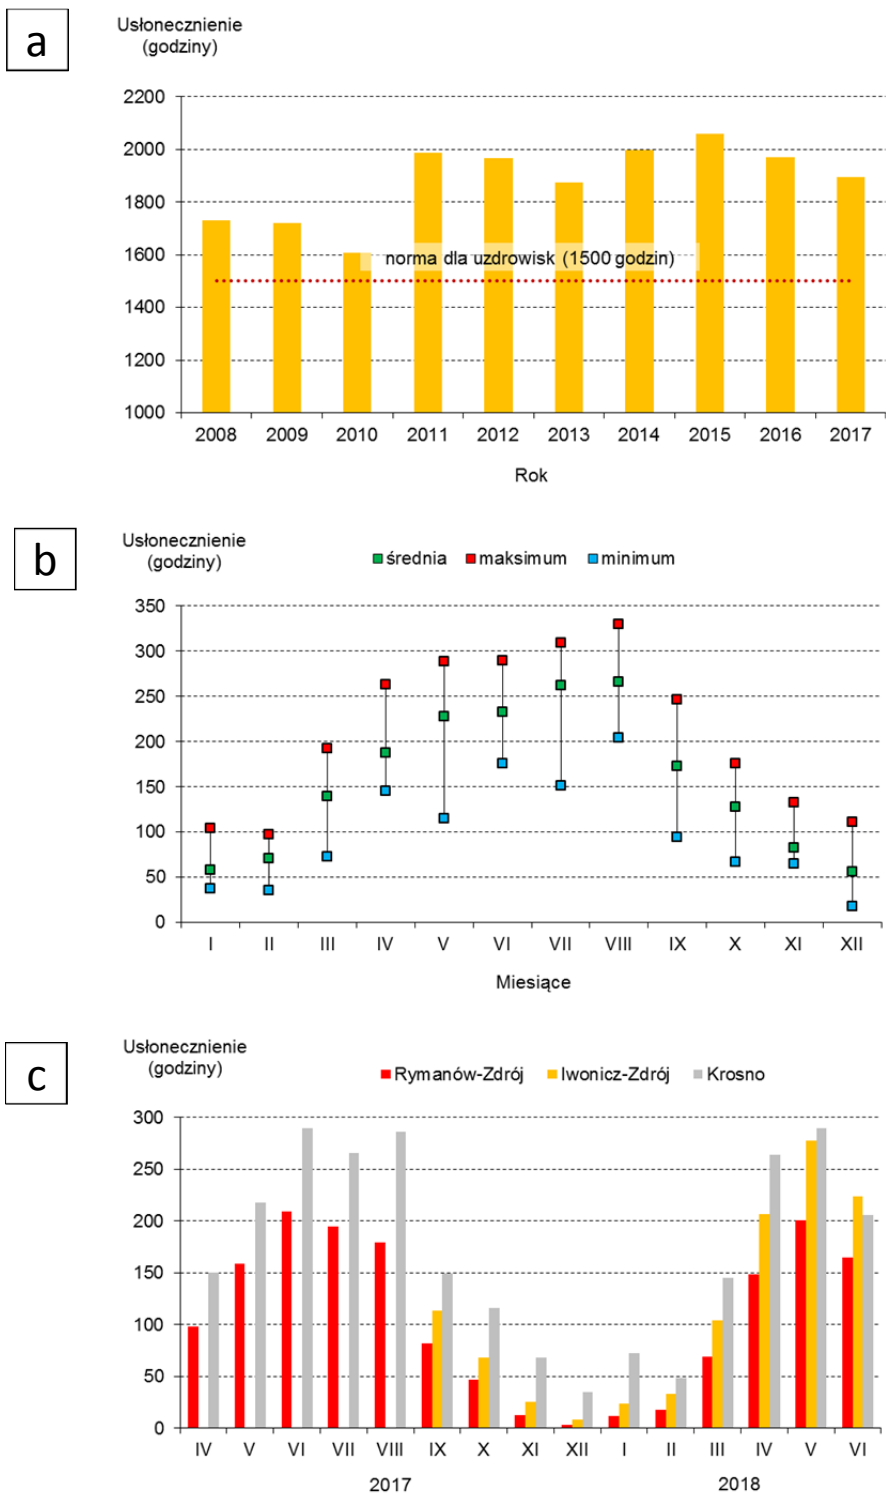 a
Usłonecznienie
(godziny)
2200
2000
1800
1600
1400
1200
1000
norma dla uzdrowisk (1500 godzin)
2008 2009 2010 2011 2012 2013 2014 2015 2016 2017
Rok
b
Usłonecznienie
(godziny)
średnia maksimum minimum
350
300
250
200
150
100
50
0
I II III IV V VI VII VIII IX X XI XII
Miesiące
c
Usłonecznienie
(godziny)
Rymanów-Zdrój Iwonicz-Zdrój Krosno
300
250
200
150
100
50
0
IV V VI VII VIII IX X XI XII I II III IV V VI
2017 2018